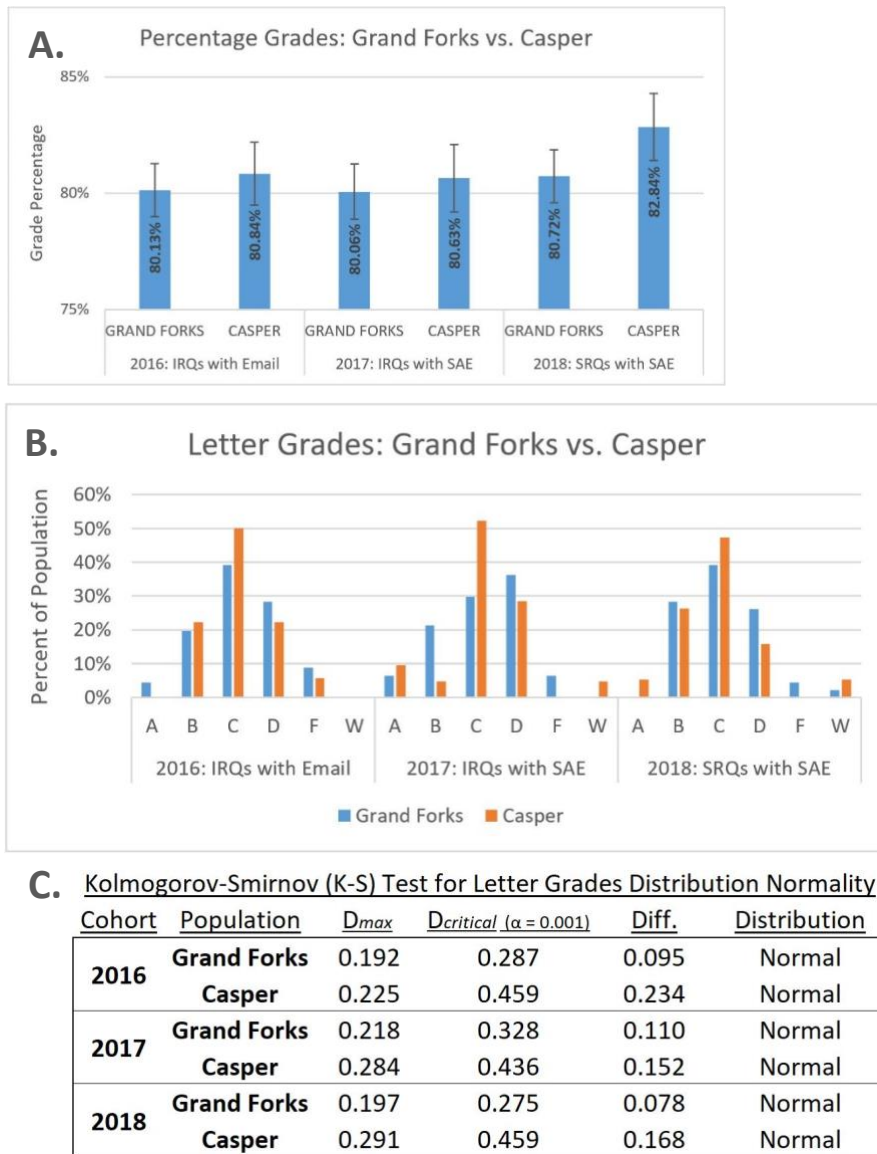 A.
Percentage Grades: Grand Forks vs. Casper
85%
80%
75%
Grade Percentage
80.13%
80.84%
80.06%
80.63%
80.72%
82.84%
GRAND FORKS CASPER GRAND FORKS CASPER GRAND FORKS CASPER
2016: IRQs with Email 2017: IRQs with SAE 2018: SRQs with SAE
B.
Letter Grades: Grand Forks vs. Casper
60%
50%
40%
30%
20%
10%
0%
Percent of Population
A B C D F W A B C D F W A B C D F W
2016: IRQs with Email 2017: IRQs with SAE 2018: SRQs with SAE
Grand Forks Casper
C. Kolmogorov-Smirnov (K-S) Test for Letter Grades Distribution Normality
Cohort Population Dmax Dcritical (α = 0.001) Diff. Distribution
2016
Grand Forks 0.192 0.287 0.095 Normal
Casper 0.225 0.459 0.234 Normal
2017
Grand Forks 0.218 0.328 0.110 Normal
Casper 0.284 0.436 0.152 Normal
2018
Grand Forks 0.197 0.275 0.078 Normal
Casper 0.291 0.459 0.168 Normal